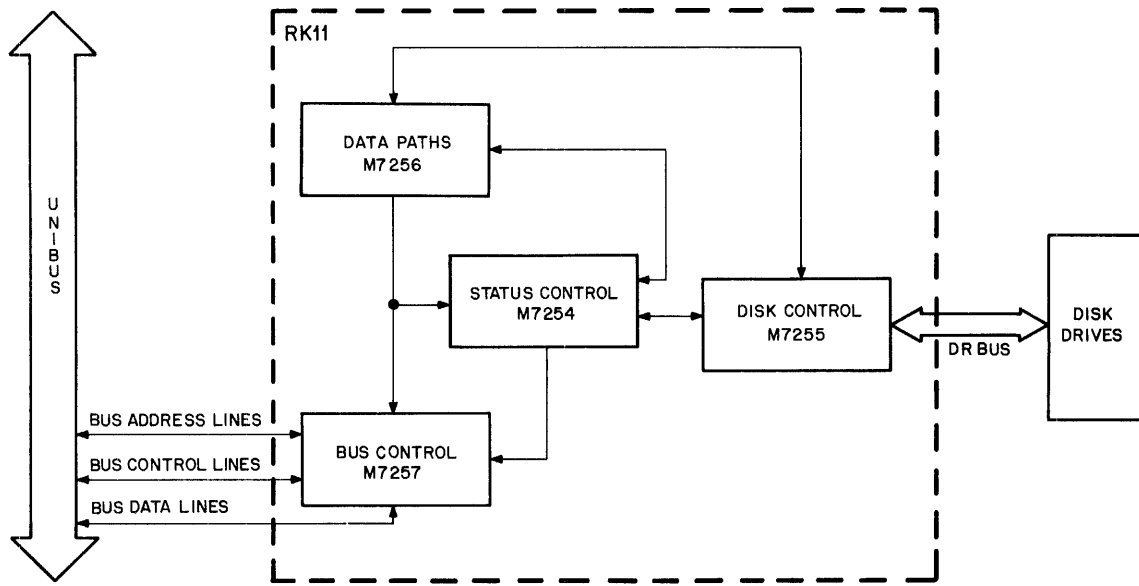 RK11
DATA PATHS
M7256
UNIBUS
STATUS CONTROL
M7254
DISK CONTROL
M7255
DISK
DRIVES
DR BUS
BUS ADDRESS LINES
BUS CONTROL
M7257
BUS CONTROL LINES
BUS DATA LINES